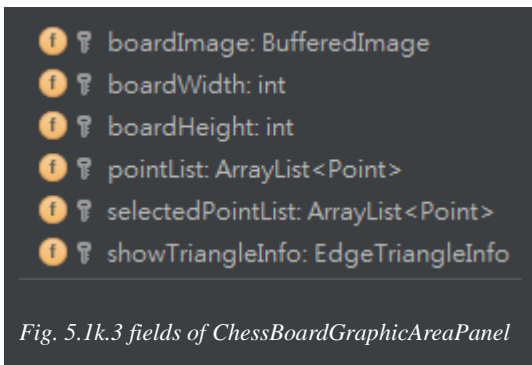 f boardImage: BufferedImage
f boardWidth: int
f boardHeight: int
f pointList: ArrayList<Point>
f selectedPointList: ArrayList<Point>
f showTriangleInfo: EdgeTriangleInfo
Fig. 5.1k.3 fields of ChessBoardGraphicAreaPanel